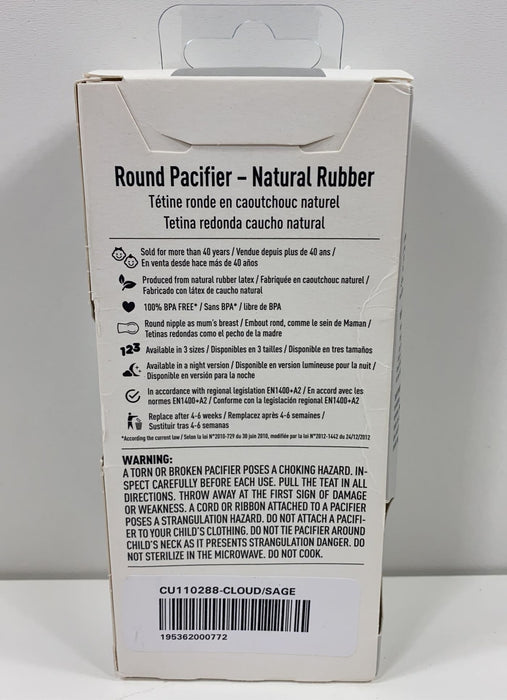 Round Pacifier – Natural Rubber
Tétine ronde en caoutchouc naturel
Tetina redonda caucho natural
Sold for more than 40 years / Vendue depuis plus de 40 ans /
En venta desde hace más de 40 años
Produced from natural rubber latex / Fabriquée en caoutchouc naturel /
Fabricado con látex de caucho natural
100% BPA FREE* / Sans BPA* / libre de BPA
Round nipple as mum's breast / Embout rond, comme le sein de Maman /
Tetinas redondas como el pecho de la madre
123 Available in 3 sizes / Disponibles en 3 tailles / Disponible en tres tamaños
Available in a night version / Disponible en version lumineuse pour la nuit /
Disponible en versión para la noche
In accordance with regional legislation EN1400+A2 / En accord avec les
normes EN1400+A2 / Conforme con la legislación regional EN1400+A2
Replace after 4-6 weeks / Remplacez après 4-6 semaines /
Sustituir tras 4-6 semanas
*According the current law / Selon la loi N°2010-729 du 30 juin 2010, modifiée par la loi n°2012-1442 du 24/12/2012
WARNING:
A TORN OR BROKEN PACIFIER POSES A CHOKING HAZARD. IN-
SPECT CAREFULLY BEFORE EACH USE. PULL THE TEAT IN ALL
DIRECTIONS. THROW AWAY AT THE FIRST SIGN OF DAMAGE
OR WEAKNESS. A CORD OR RIBBON ATTACHED TO A PACIFIER
POSES A STRANGULATION HAZARD. DO NOT ATTACH A PACIFI-
ER TO YOUR CHILD'S CLOTHING. DO NOT TIE PACIFIER AROUND
CHILD'S NECK AS IT PRESENTS STRANGULATION DANGER. DO
NOT STERILIZE IN THE MICROWAVE. DO NOT COOK.
CU110288-CLOUD/SAGE
195362000772